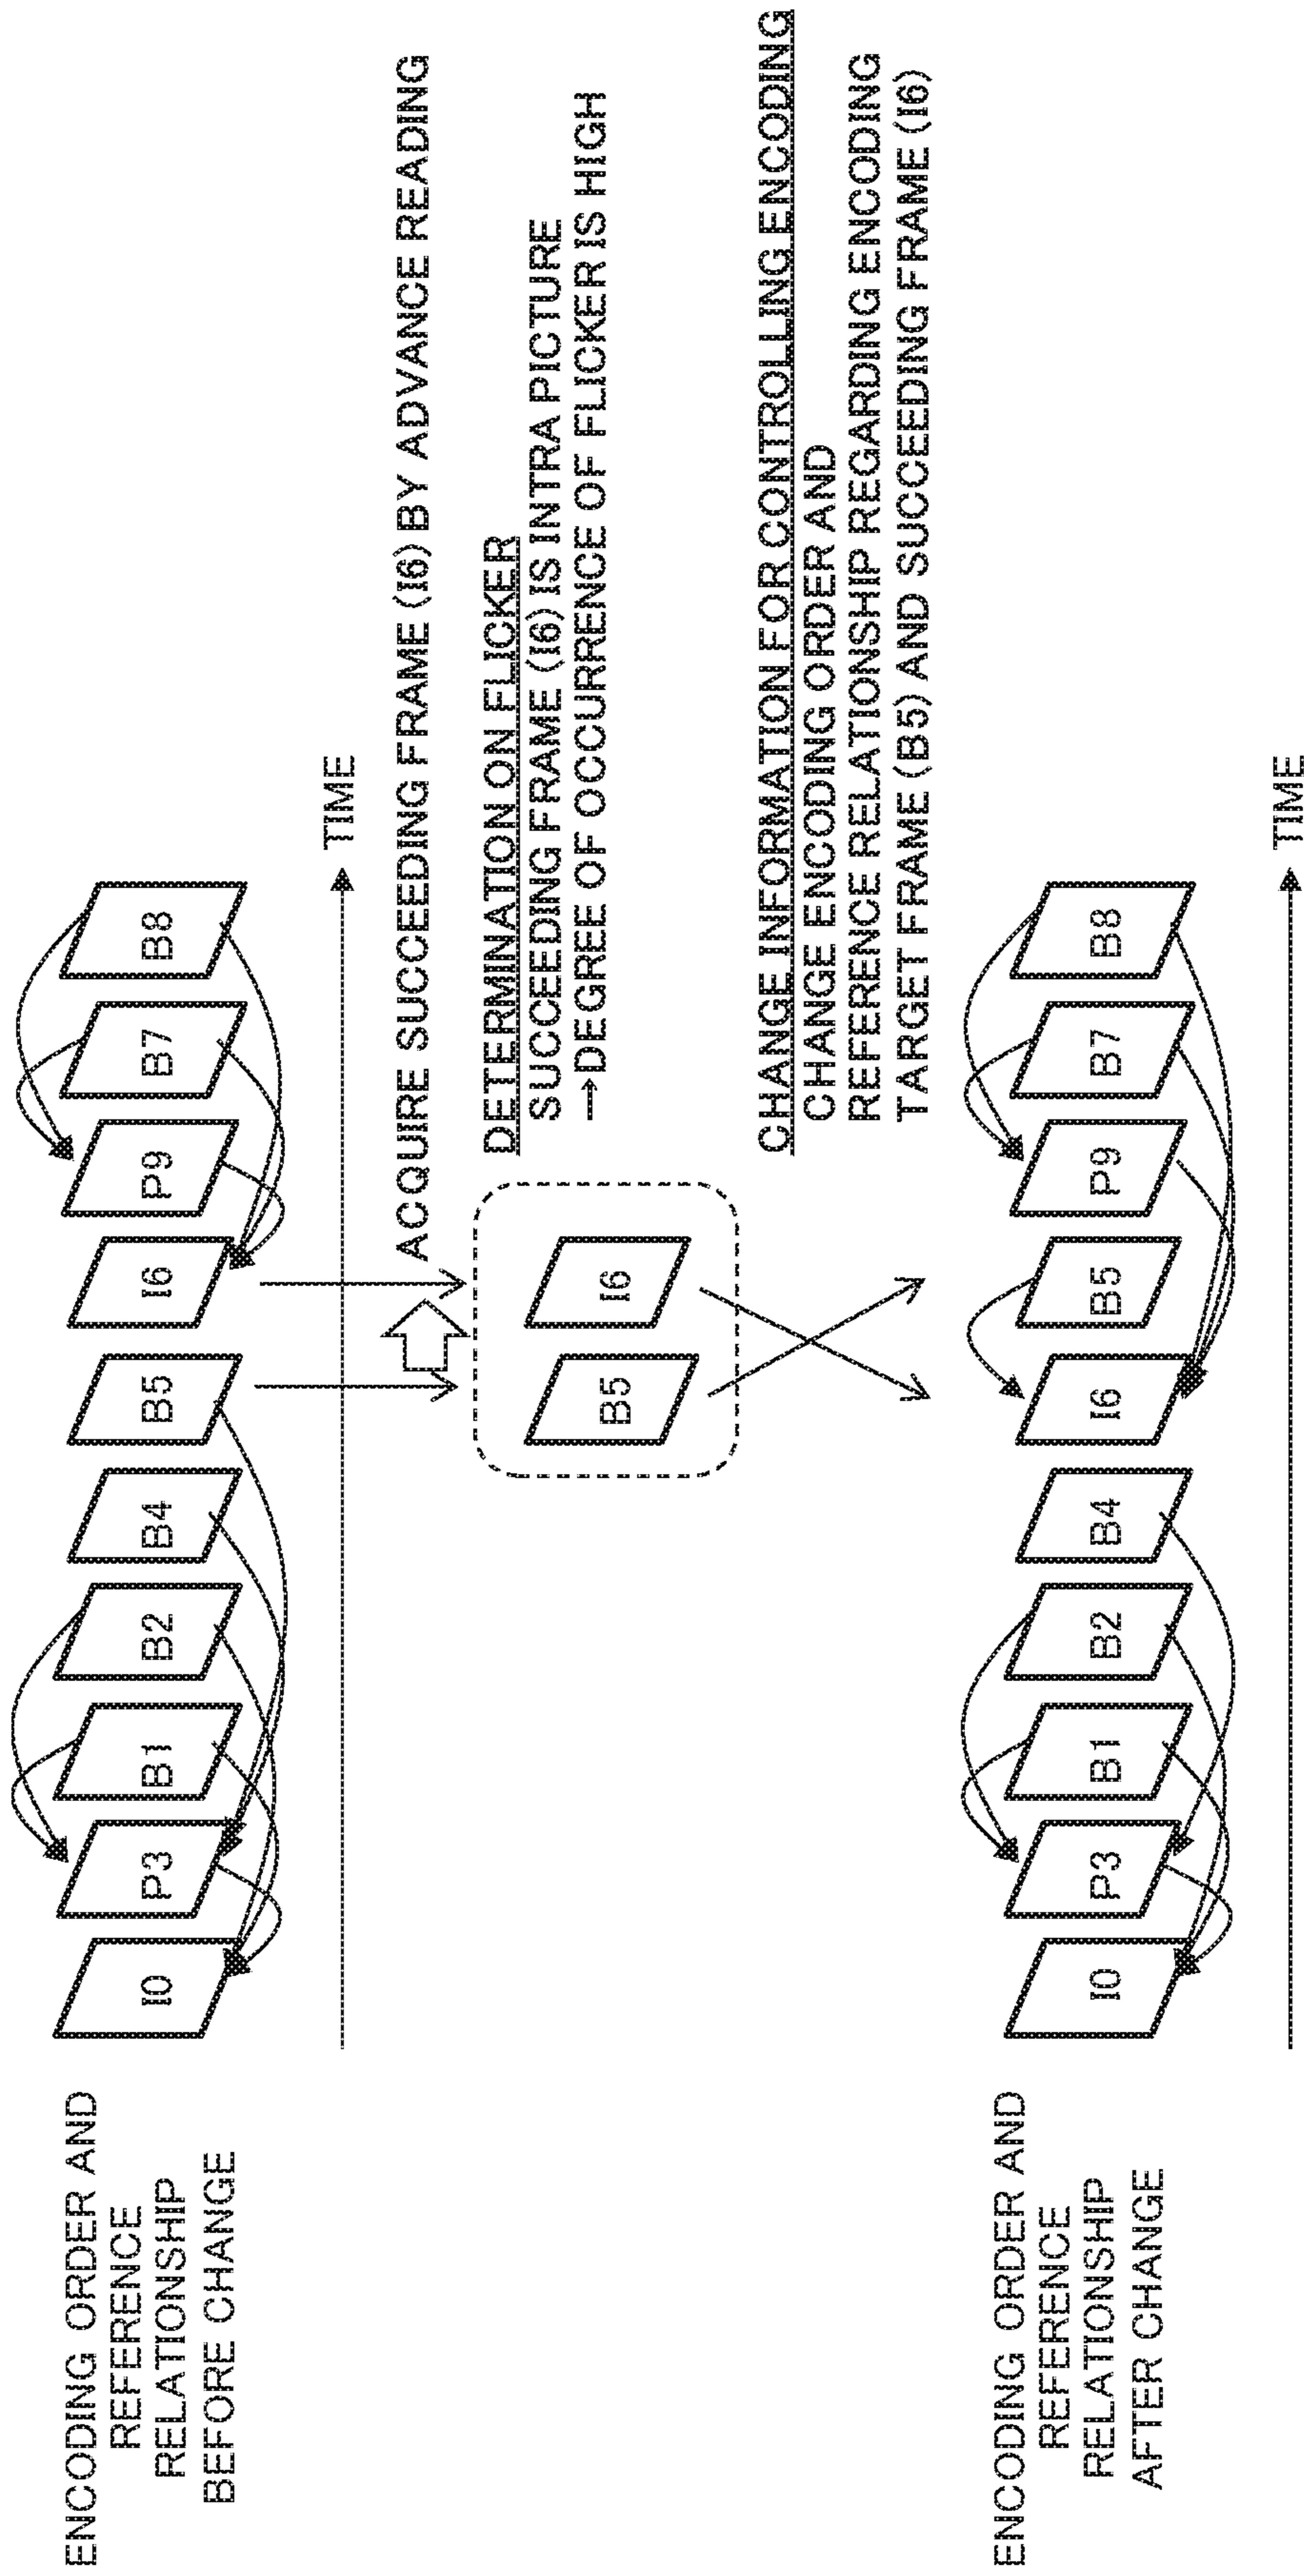 ENCODING ORDER AND
REFERENCE
RELATIONSHIP
BEFORE CHANGE
I0
P3
B1
B2
B4
B5
I6
P9
B7
B8
TIME
ACQUIRE SUCCEEDING FRAME (I6) BY ADVANCE READING
B5
I6
DETERMINATION ON FLICKER
SUCCEEDING FRAME (I6) IS INTRA PICTURE
→DEGREE OF OCCURRENCE OF FLICKER IS HIGH
CHANGE INFORMATION FOR CONTROLLING ENCODING
CHANGE ENCODING ORDER AND
REFERENCE RELATIONSHIP REGARDING ENCODING
TARGET FRAME (B5) AND SUCCEEDING FRAME (I6)
ENCODING ORDER AND
REFERENCE
RELATIONSHIP
AFTER CHANGE
I0
P3
B1
B2
B4
I6
B5
P9
B7
B8
TIME